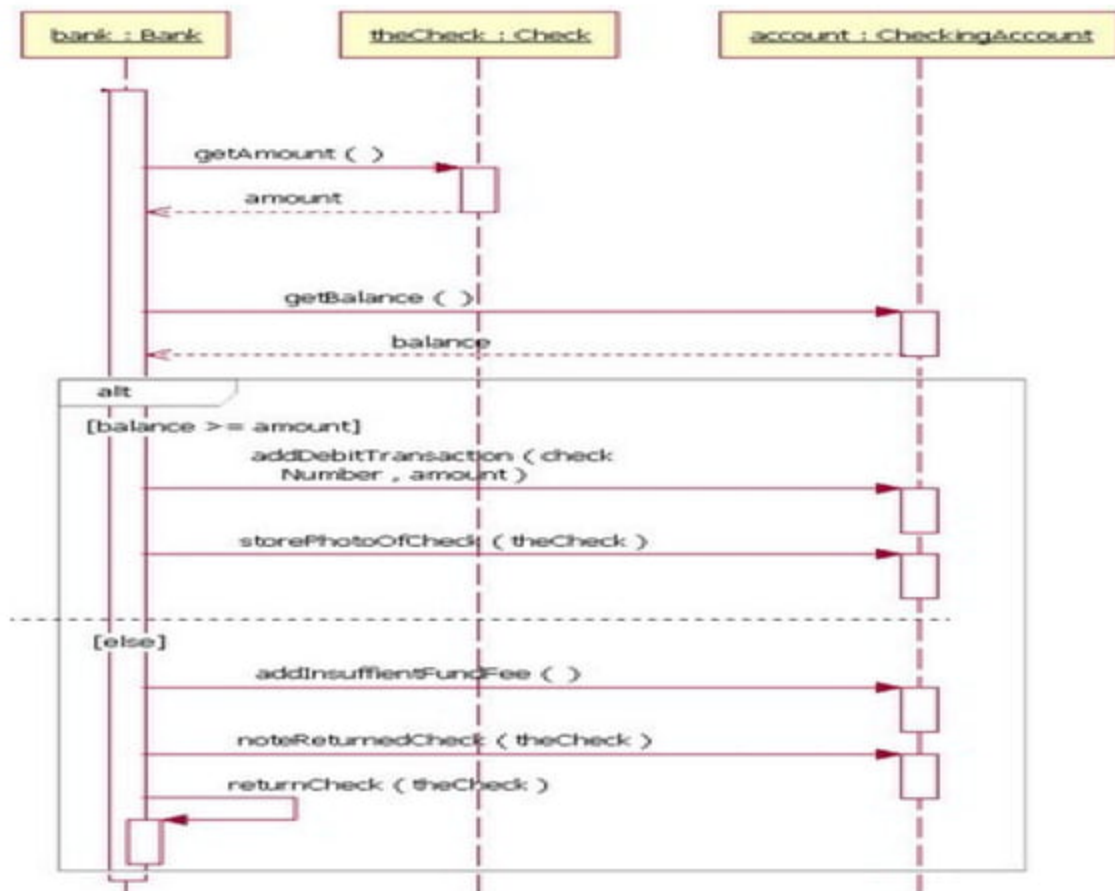 bank : Bank
theCheck : Check
account : CheckingAccount
getAmount ( )
amount
getBalance ( )
balance
alt
[balance >= amount]
addDebitTransaction ( check
Number , amount )
storePhotoOfCheck ( theCheck )
[else]
addInsuffientFundFee ( )
noteReturnedCheck ( theCheck )
returnCheck ( theCheck )